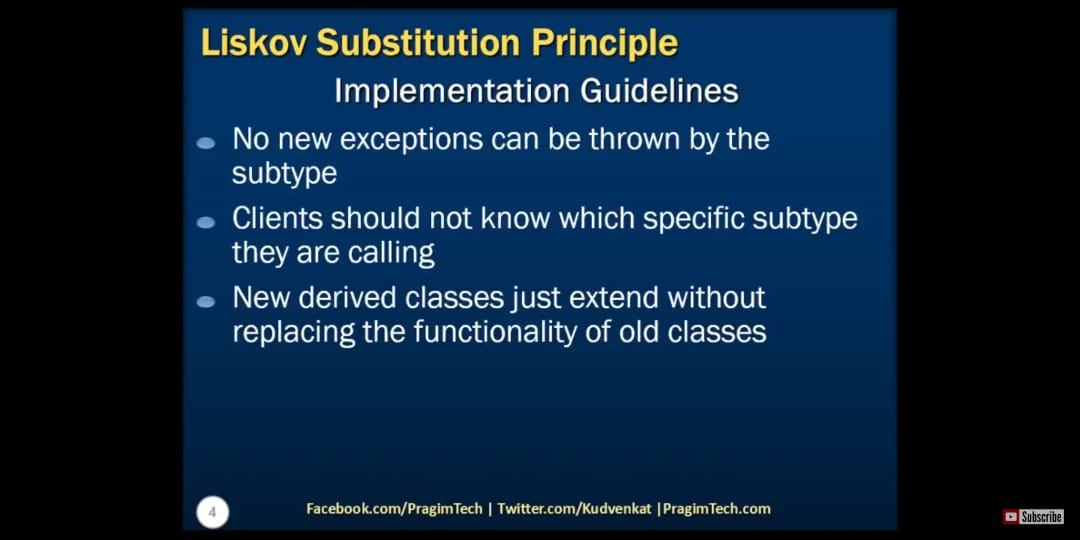 Liskov Substitution Principle
Implementation Guidelines
No new exceptions can be thrown by the
subtype
Clients should not know which specific subtype
they are calling
New derived classes just extend without
replacing the functionality of old classes
4
Facebook.com/PragimTech | Twitter.com/Kudvenkat |PragimTech.com
Subscribe